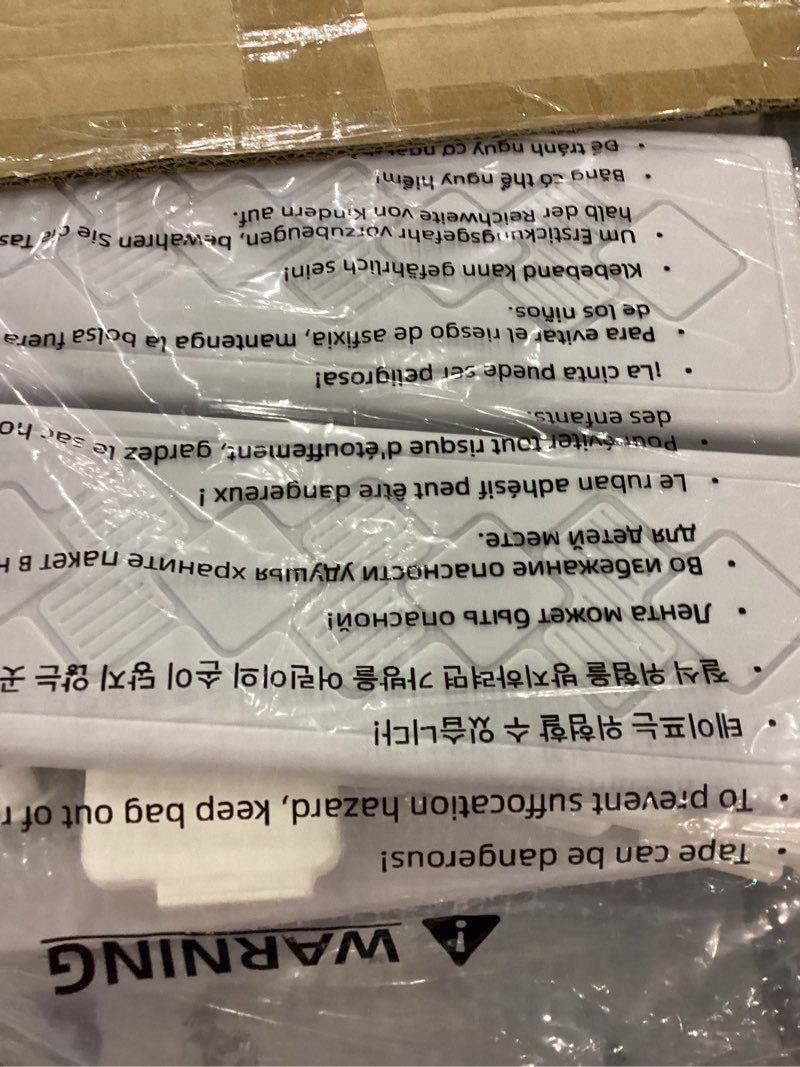 WARNING
• Tape can be dangerous!
• To prevent suffocation hazard, keep bag out of
• 테이프는 위험할 수 있습니다!
• 질식 위험을 방지하려면 가방을 어린이의 손이 닿지 않는
• Лента может быть опасной!
• Во избежание опасности удушья храните пакет в
для детей месте.
• Le ruban adhésif peut être dangereux !
• Pour éviter tout risque d'étouffement, gardez le sac
des enfants.
• ¡La cinta puede ser peligrosa!
• Para evitar el riesgo de asfixia, mantenga la bolsa fuera
de los niños.
• Klebeband kann gefährlich sein!
• Um Erstickungsgefahr vorzubeugen, bewahren Sie die
halb der Reichweite von Kindern auf.
• Băng có thể nguy hiểm!
• Để tránh nguy cơ